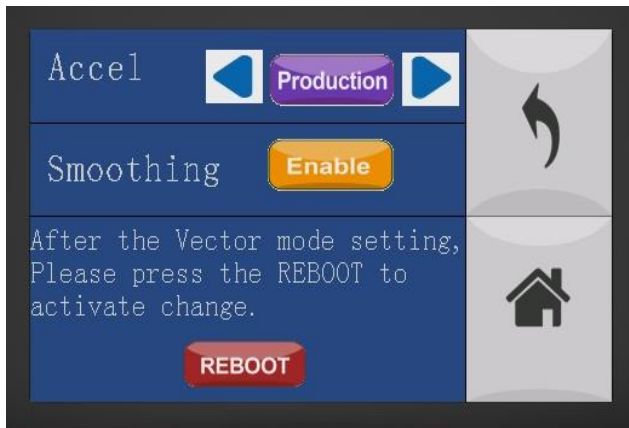 Accel
Production
Smoothing
Enable
After the Vector mode setting,
Please press the REBOOT to
activate change.
REBOOT